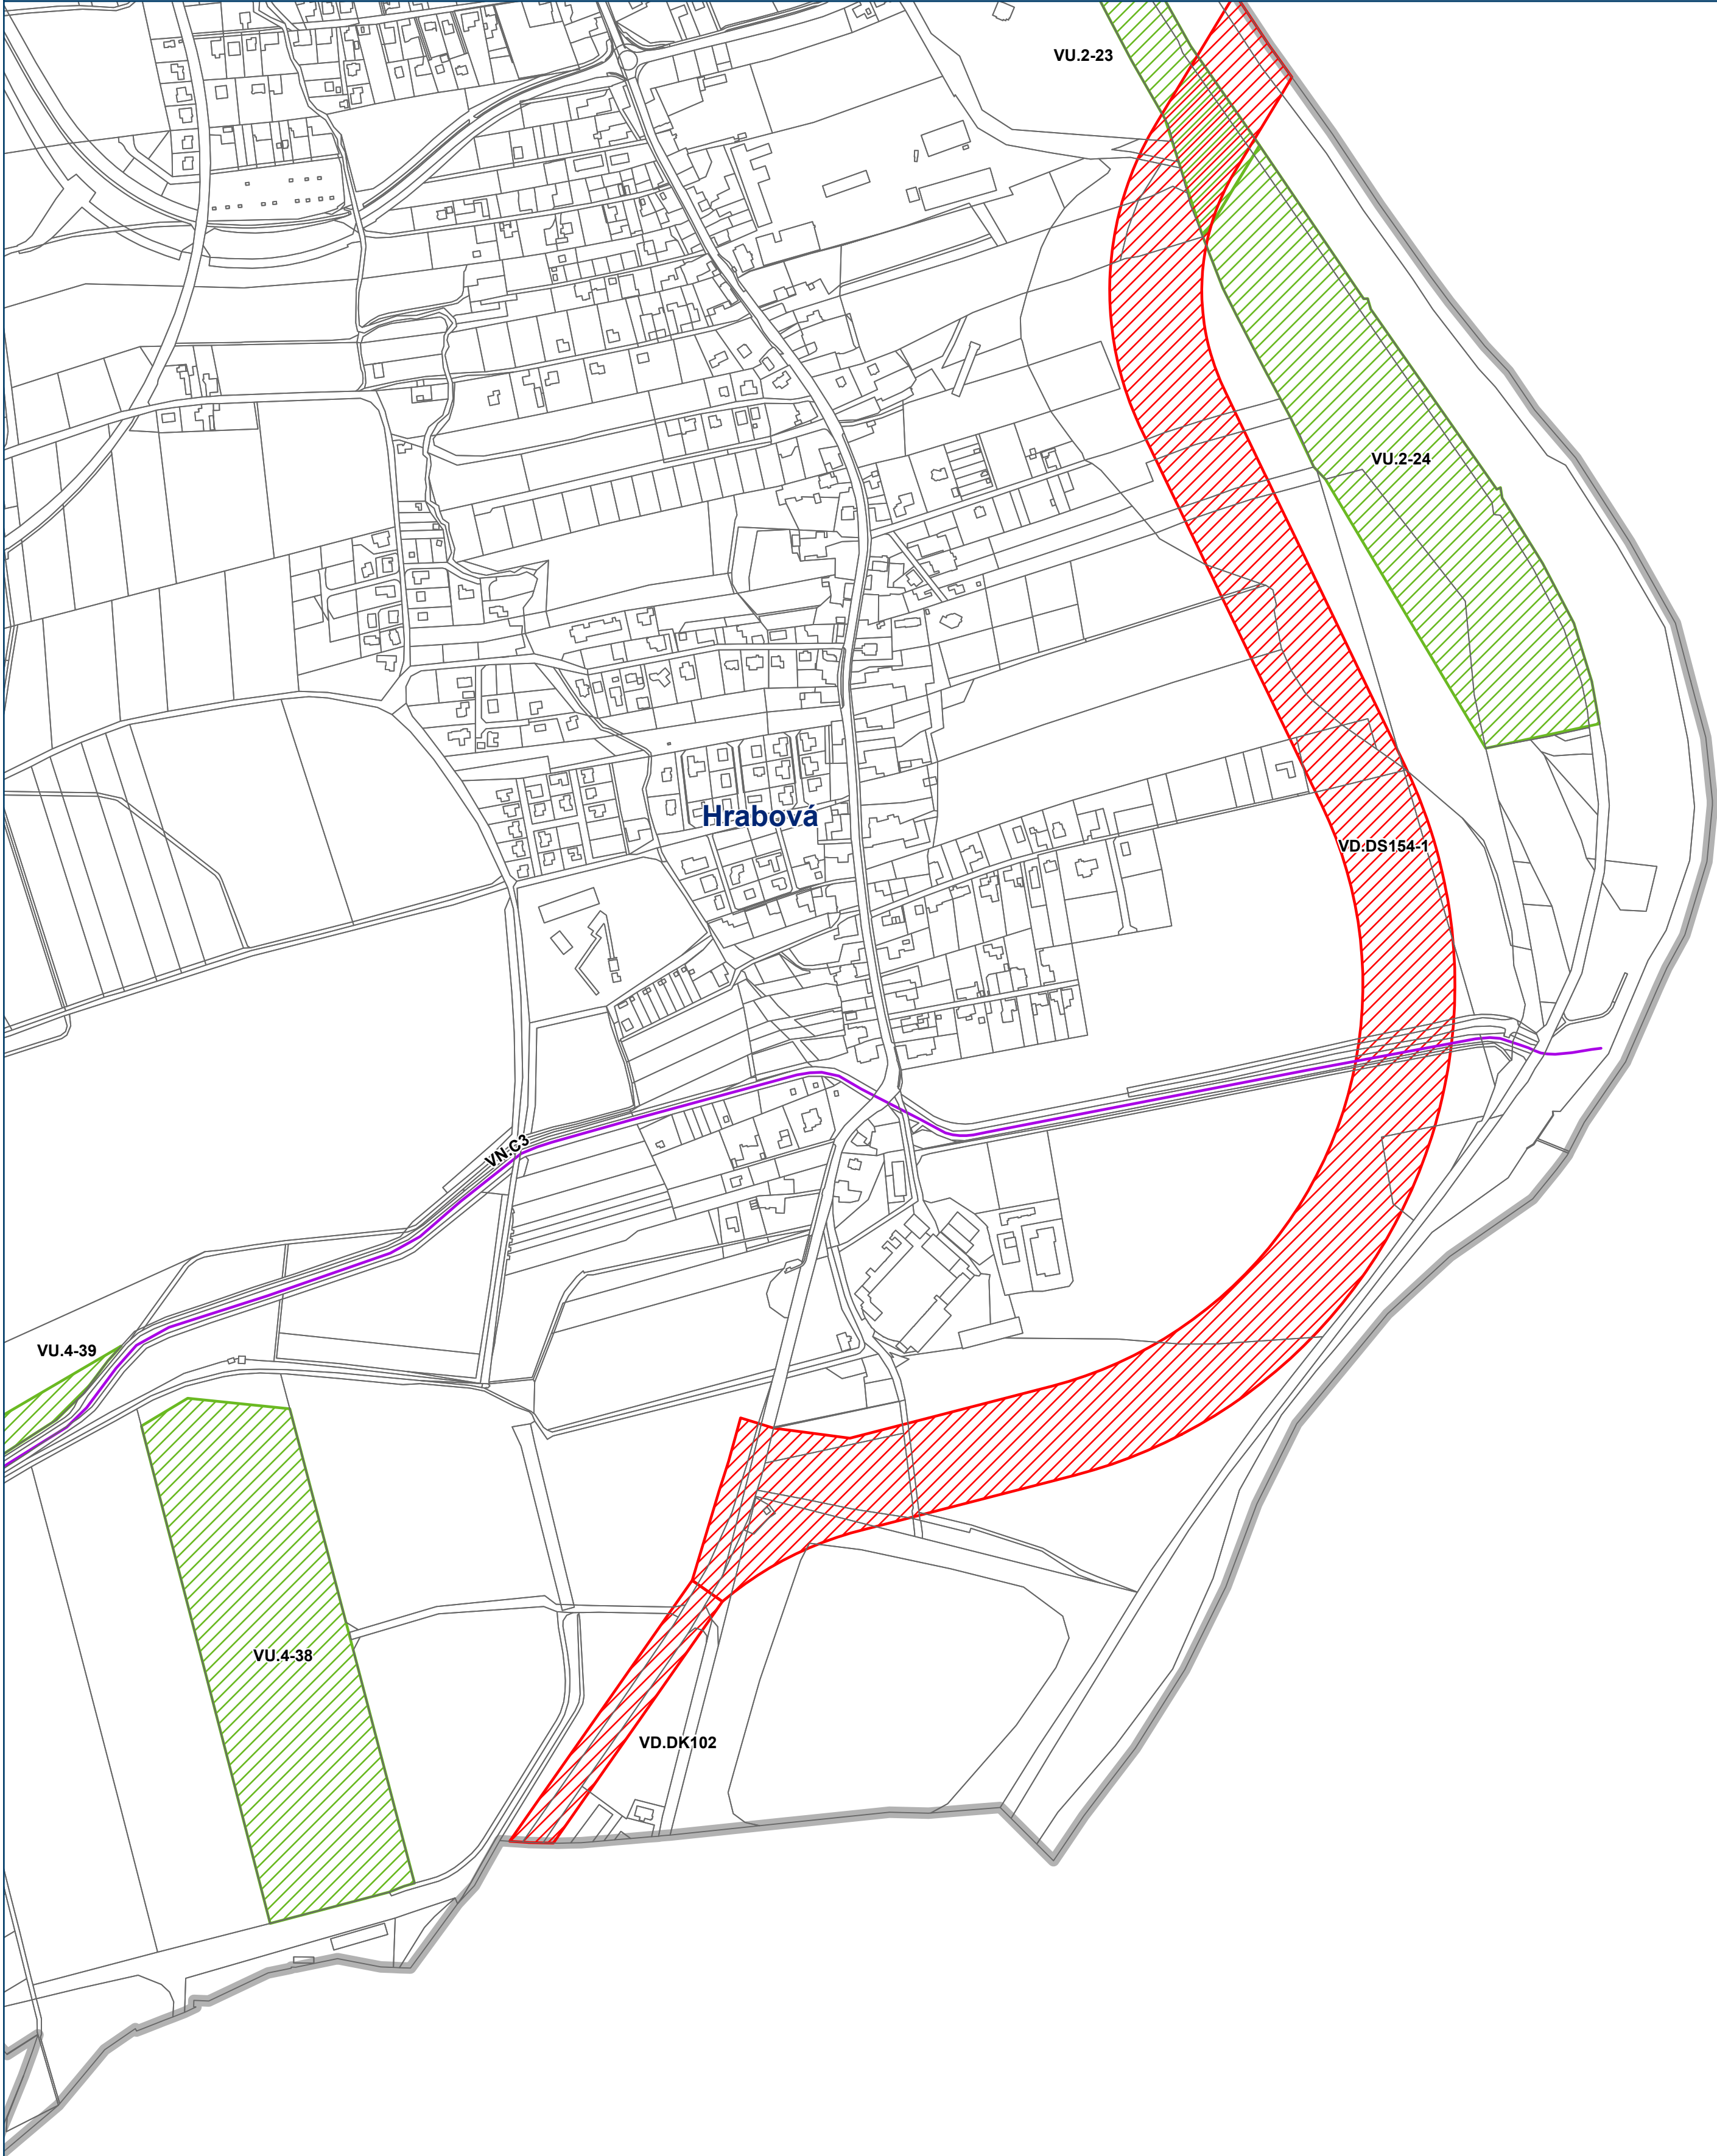 VU.2-23
VU.2-24
Hrabová
VD.DS154-1
VN.C3
VU.4-39
VU.4-38
VD.DK102